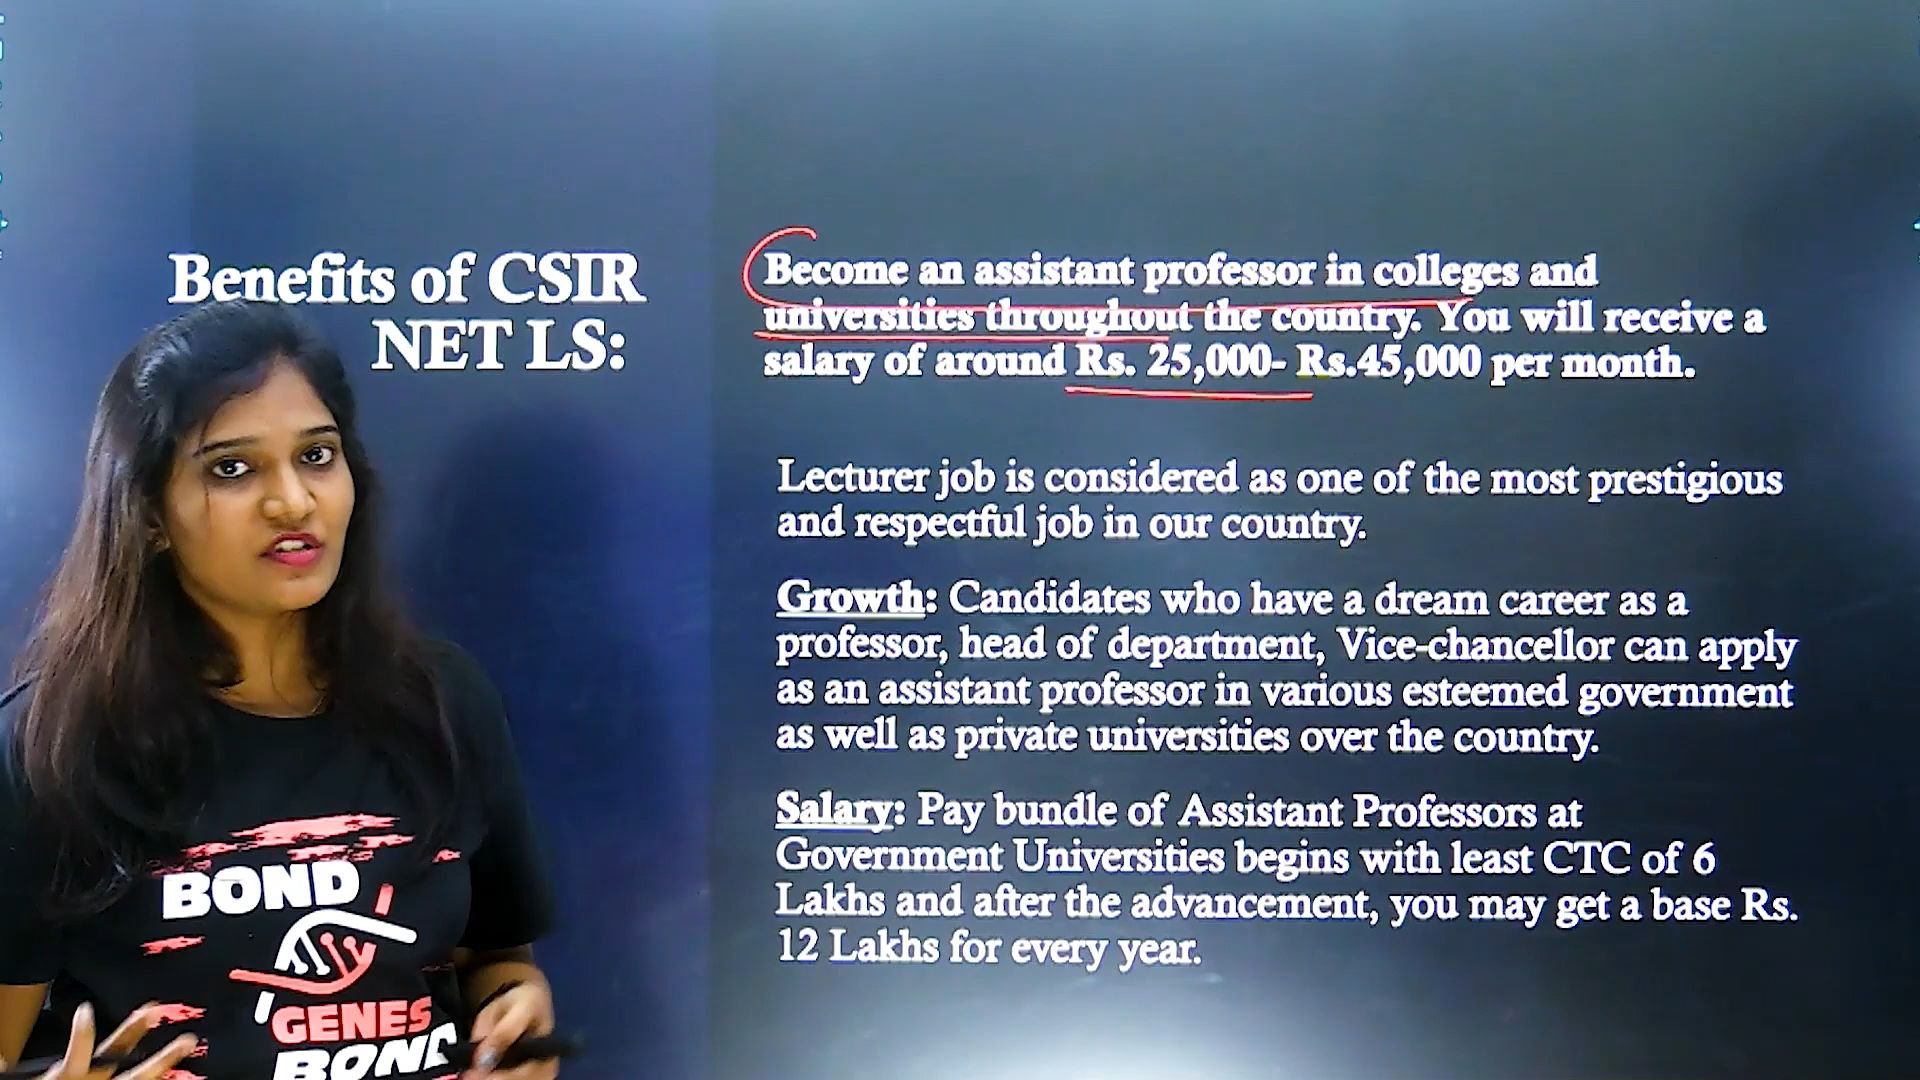 Benefits of CSIR
NET LS:
Become an assistant professor in colleges and
universities throughout the country. You will receive a
salary of around Rs. 25,000- Rs.45,000 per month.
Lecturer job is considered as one of the most prestigious
and respectful job in our country.
Growth: Candidates who have a dream career as a
professor, head of department, Vice-chancellor can apply
as an assistant professor in various esteemed government
as well as private universities over the country.
Salary: Pay bundle of Assistant Professors at
Government Universities begins with least CTC of 6
Lakhs and after the advancement, you may get a base Rs.
12 Lakhs for every year.
BOND
GENES
BOND